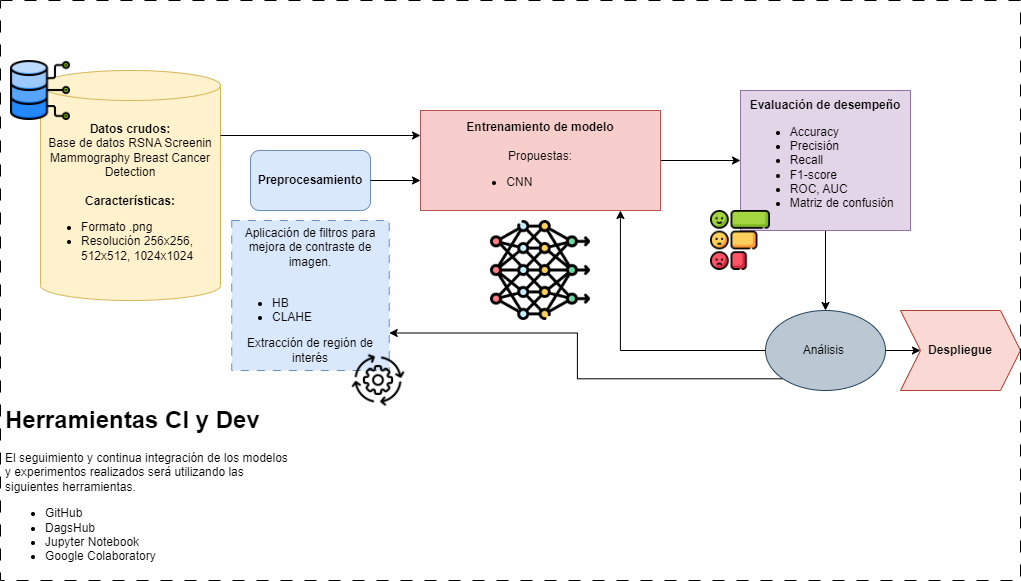 Datos crudos:
Base de datos RSNA Screenin
Mammography Breast Cancer
Detection
Características:
Formato .png
Resolución 256x256,
512x512, 1024x1024
Preprocesamiento
Aplicación de filtros para
mejora de contraste de
imagen.
HB
CLAHE
Extracción de región de
interés
Entrenamiento de modelo
Propuestas:
CNN
Evaluación de desempeño
Accuracy
Precisión
Recall
F1-score
ROC, AUC
Matriz de confusión
Análisis
Despliegue
Herramientas CI y Dev
El seguimiento y continua integración de los modelos
y experimentos realizados será utilizando las
siguientes herramientas.
GitHub
DagsHub
Jupyter Notebook
Google Colaboratory